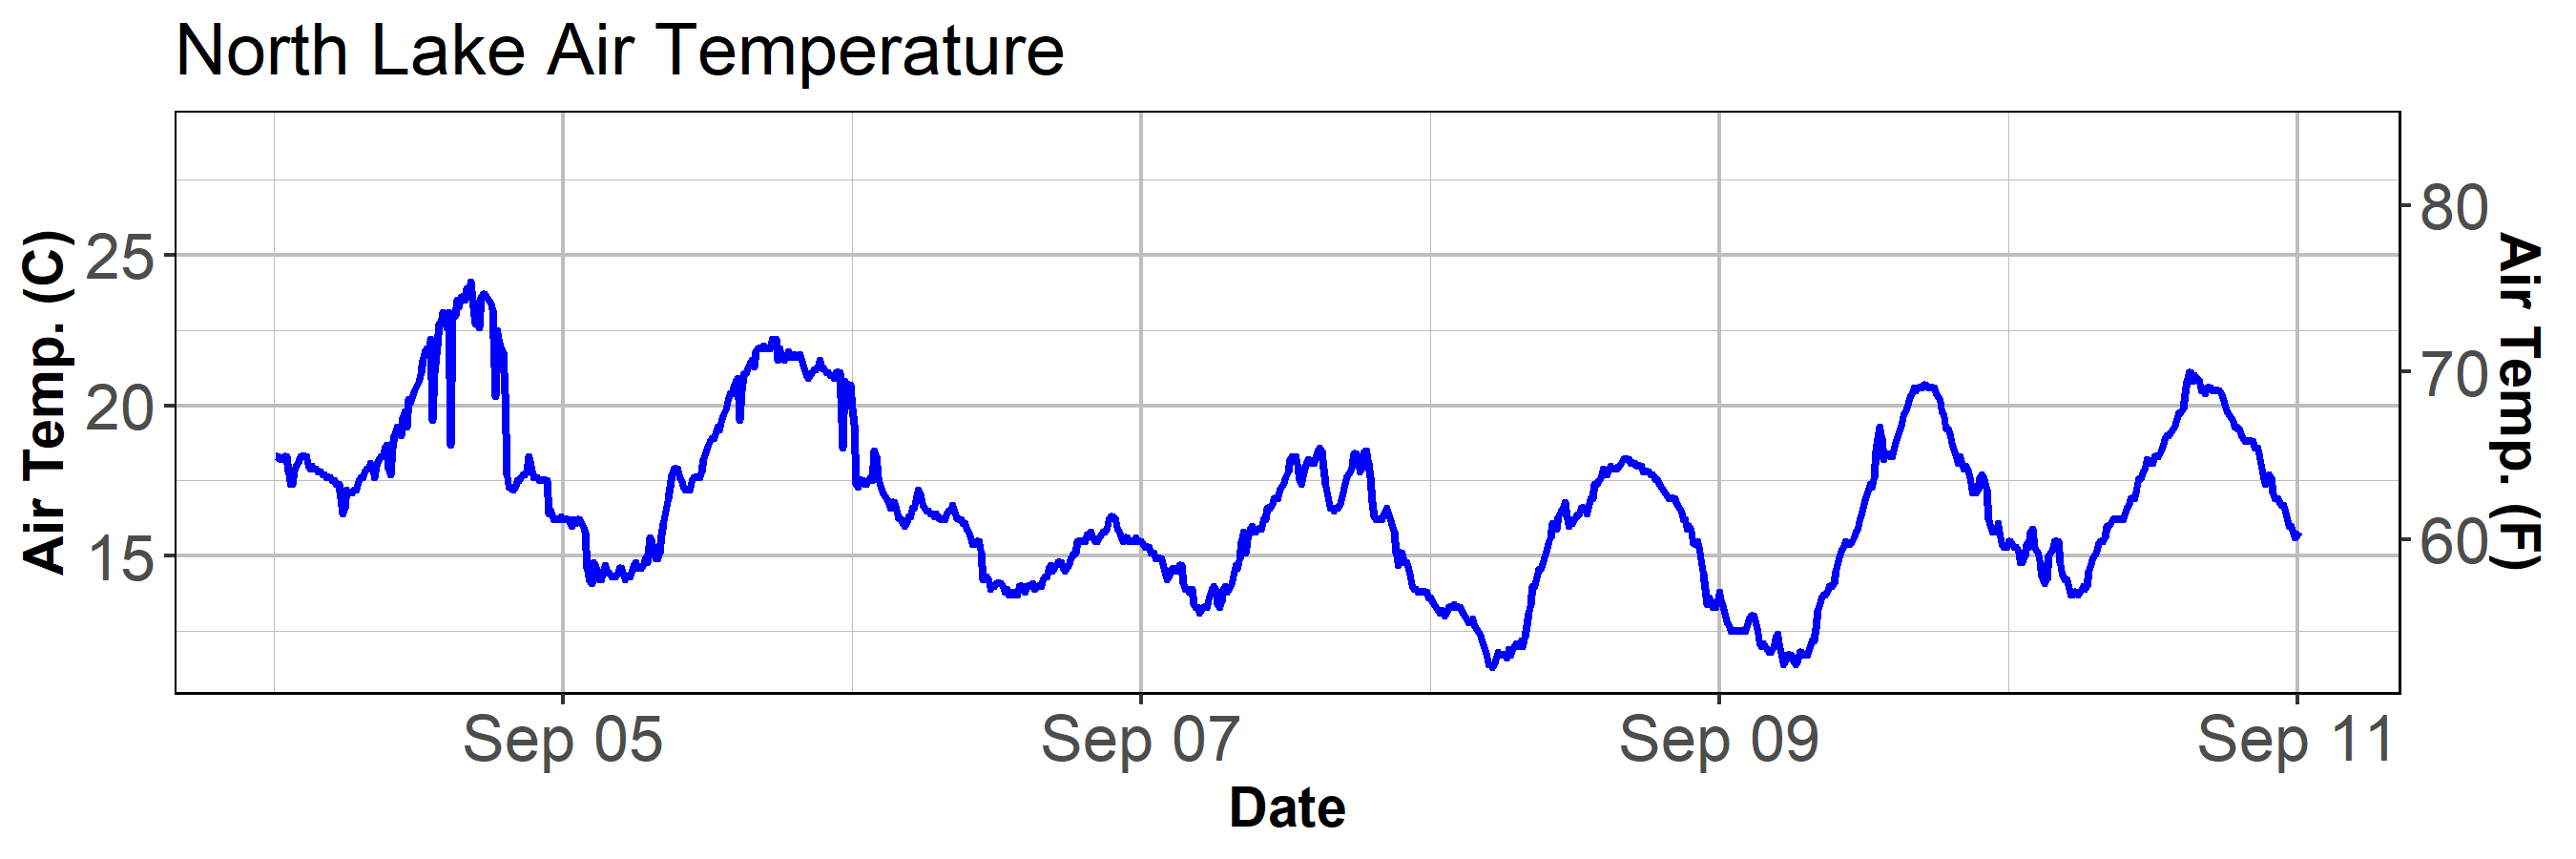 North Lake Air Temperature
Air Temp. (C)
25
20
15
80
70
60
Air Temp. (F)
Sep 05 Sep 07 Sep 09 Sep 11
Date